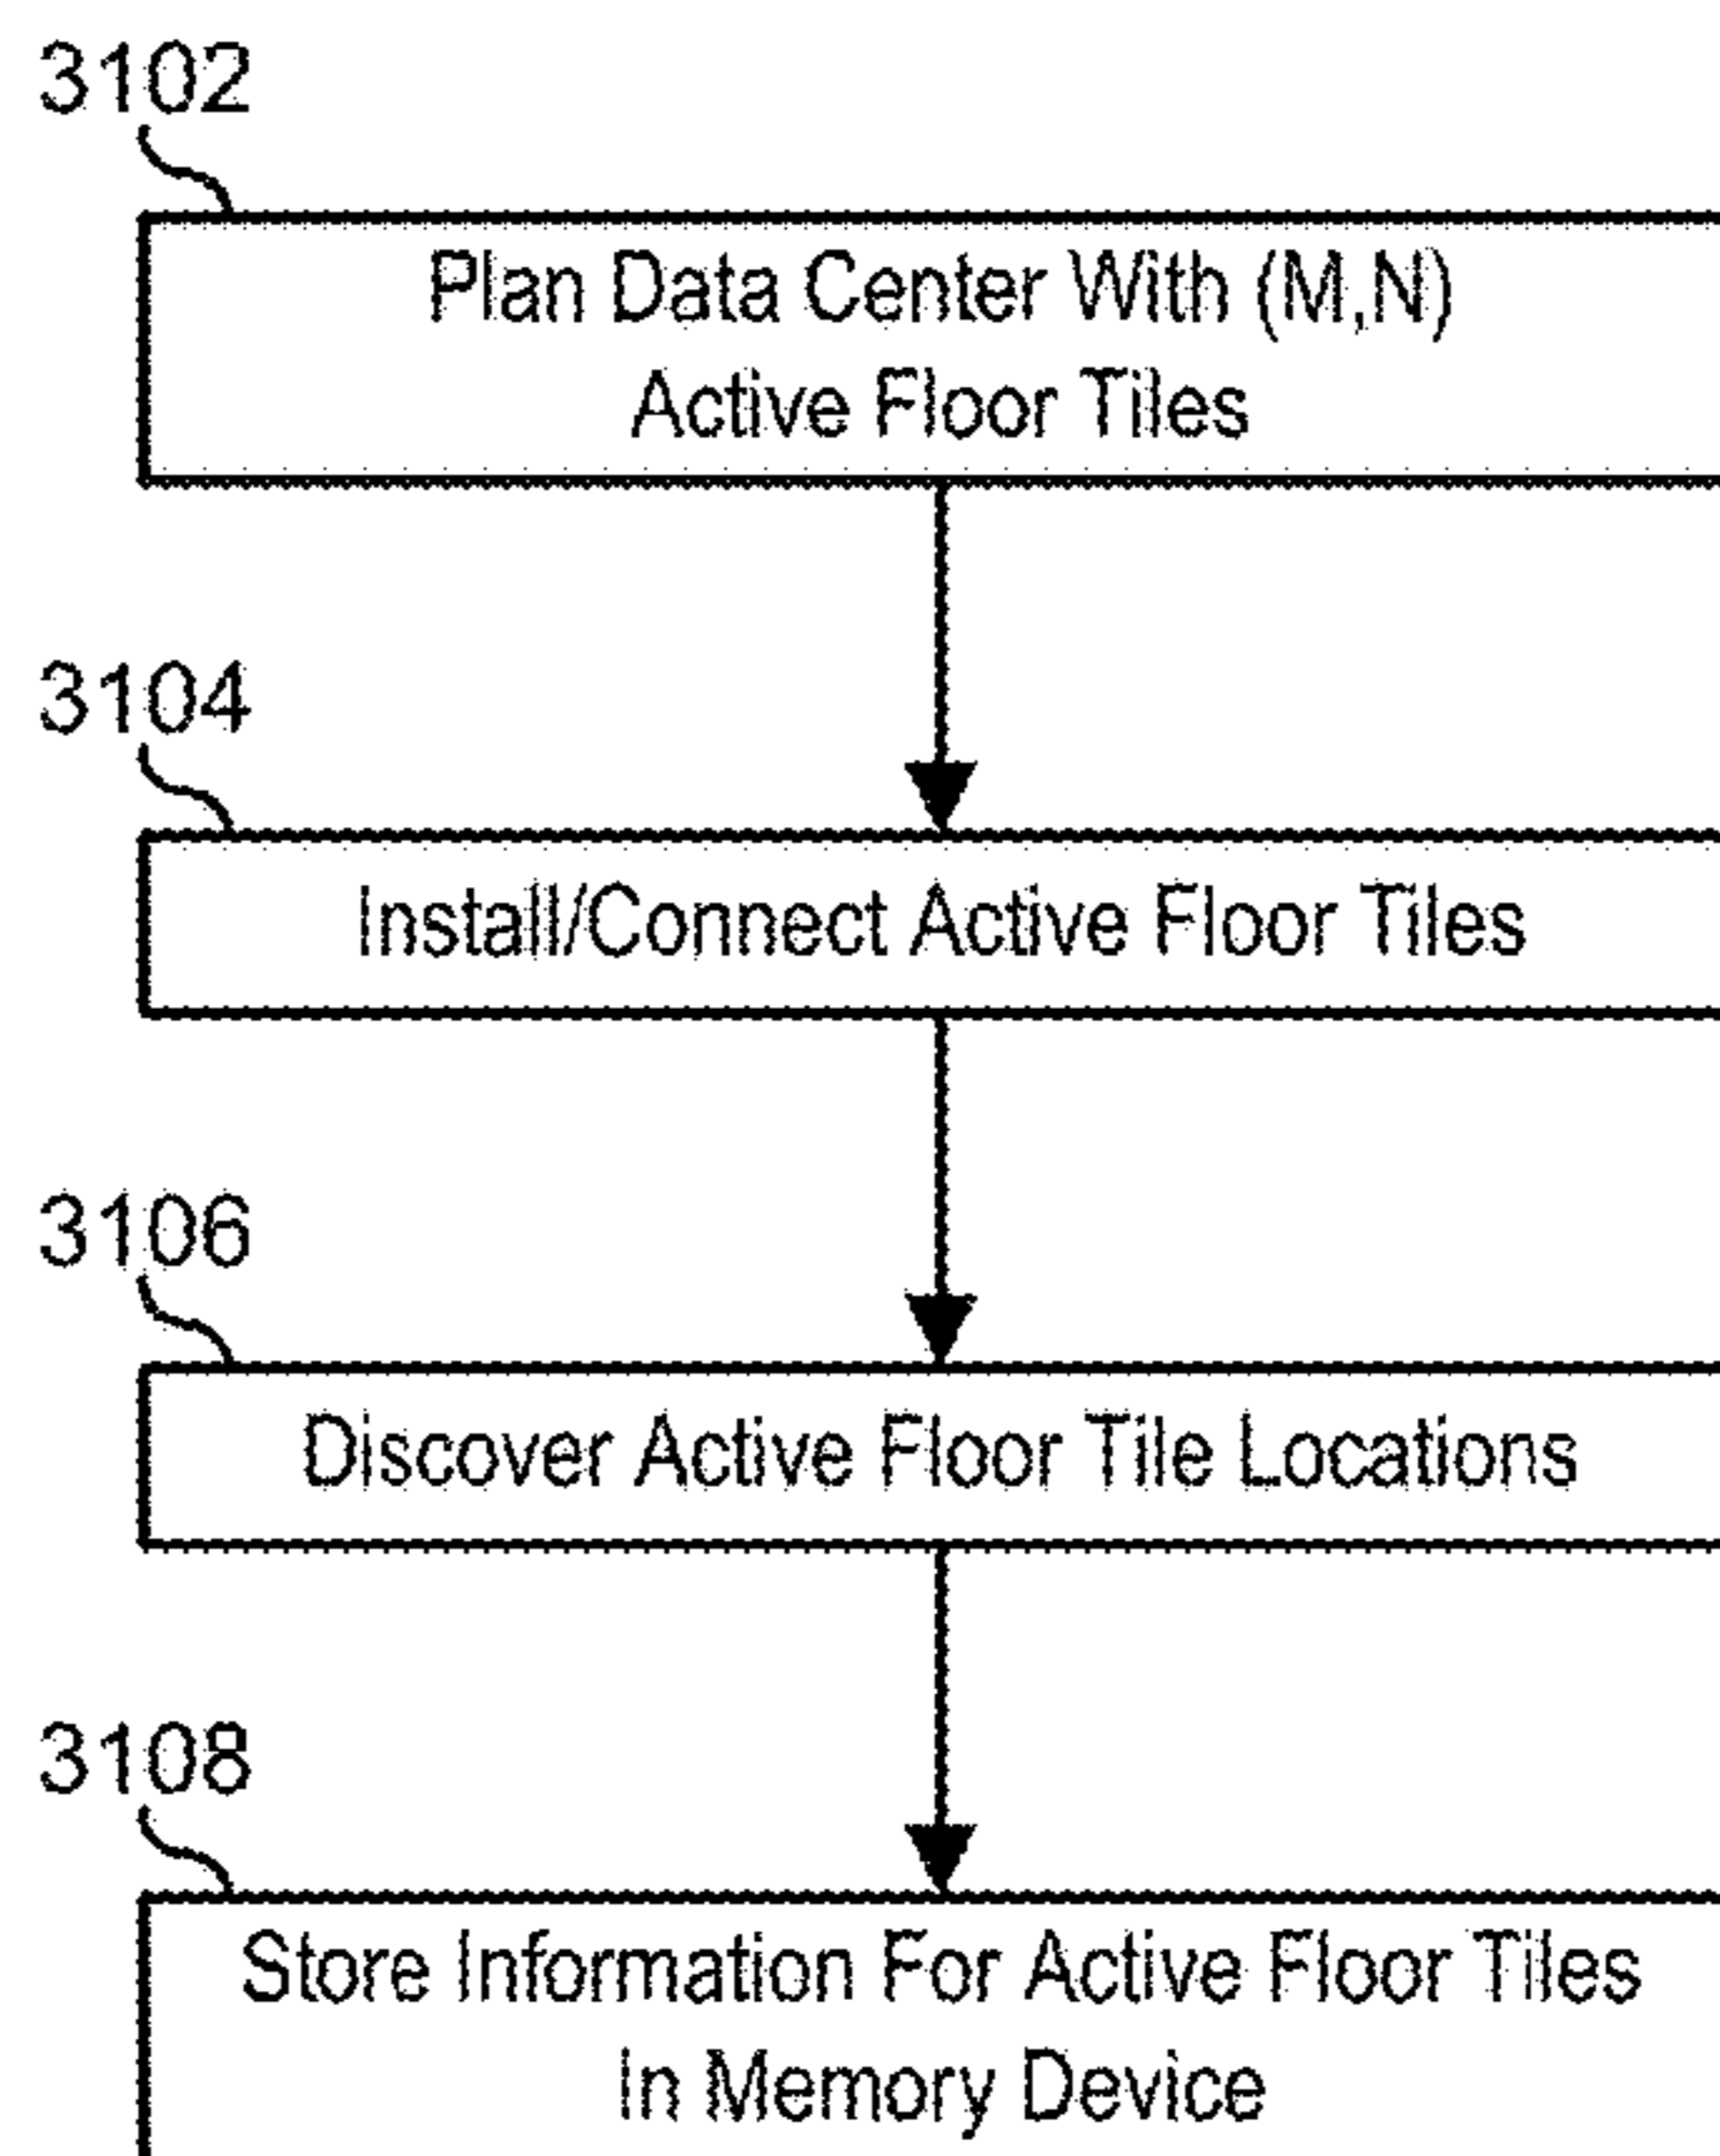 3102
Plan Data Center With (M,N)
Active Floor Tiles
3104
Install/Connect Active Floor Tiles
3106
Discover Active Floor Tile Locations
3108
Store Information For Active Floor Tiles
In Memory Device